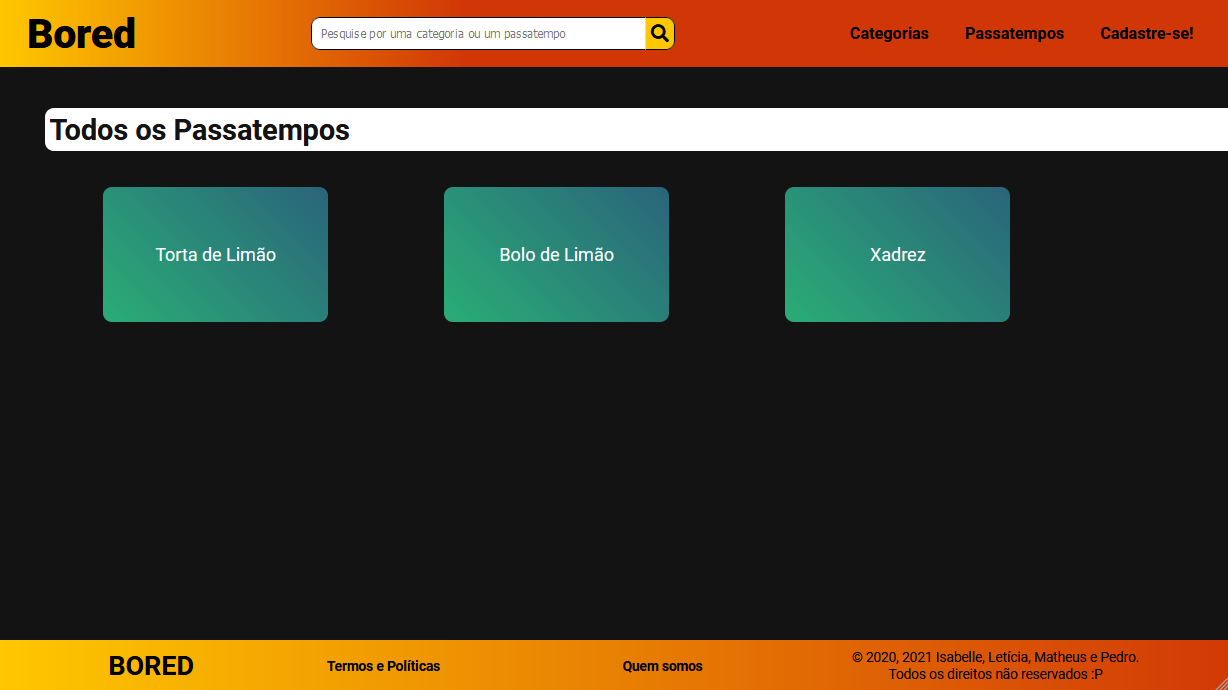 Bored
Pesquise por uma categoria ou um passatempo
Categorias
Passatempos
Cadastre-se!
Todos os Passatempos
Torta de Limão
Bolo de Limão
Xadrez
BORED
Termos e Políticas
Quem somos
© 2020, 2021 Isabelle, Letícia, Matheus e Pedro.
Todos os direitos não reservados :P